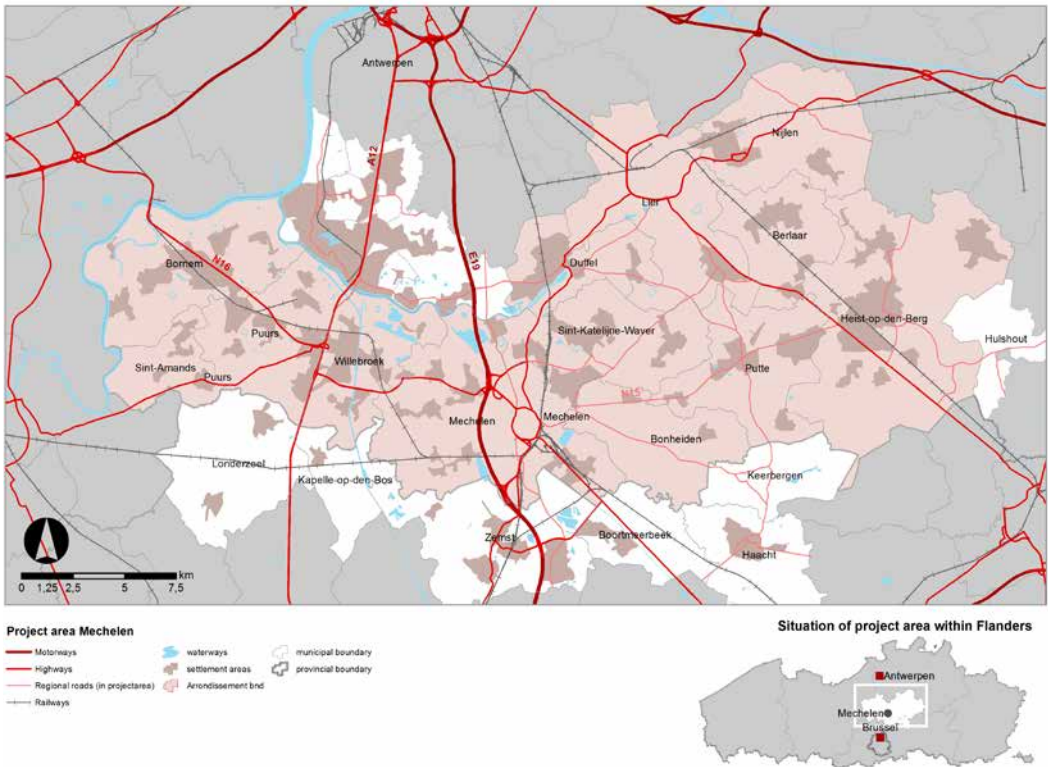 Antwerpen
Nijlen
A12
Lier
Berlaar
E19
Duffel
Bornem
N16
Heist-op-den-Berg
Puurs
Sint-Katelijne-Waver
Hulshout
Willebroek
Sint-Amands
Puurs
Putte
N15
Mechelen
Mechelen
Bonheiden
Londerzeel
Kapelle-op-den-Bos
Keerbergen
Zemst
Boortmeerbeek
Haacht
km
0 1,25 2,5 5 7,5
Project area Mechelen
Motorways
Highways
Regional roads (in projectarea)
Railways
waterways
settlement areas
Arrondissement bnd
municipal boundary
provincial boundary
Situation of project area within Flanders
Antwerpen
Mechelen
Brussel